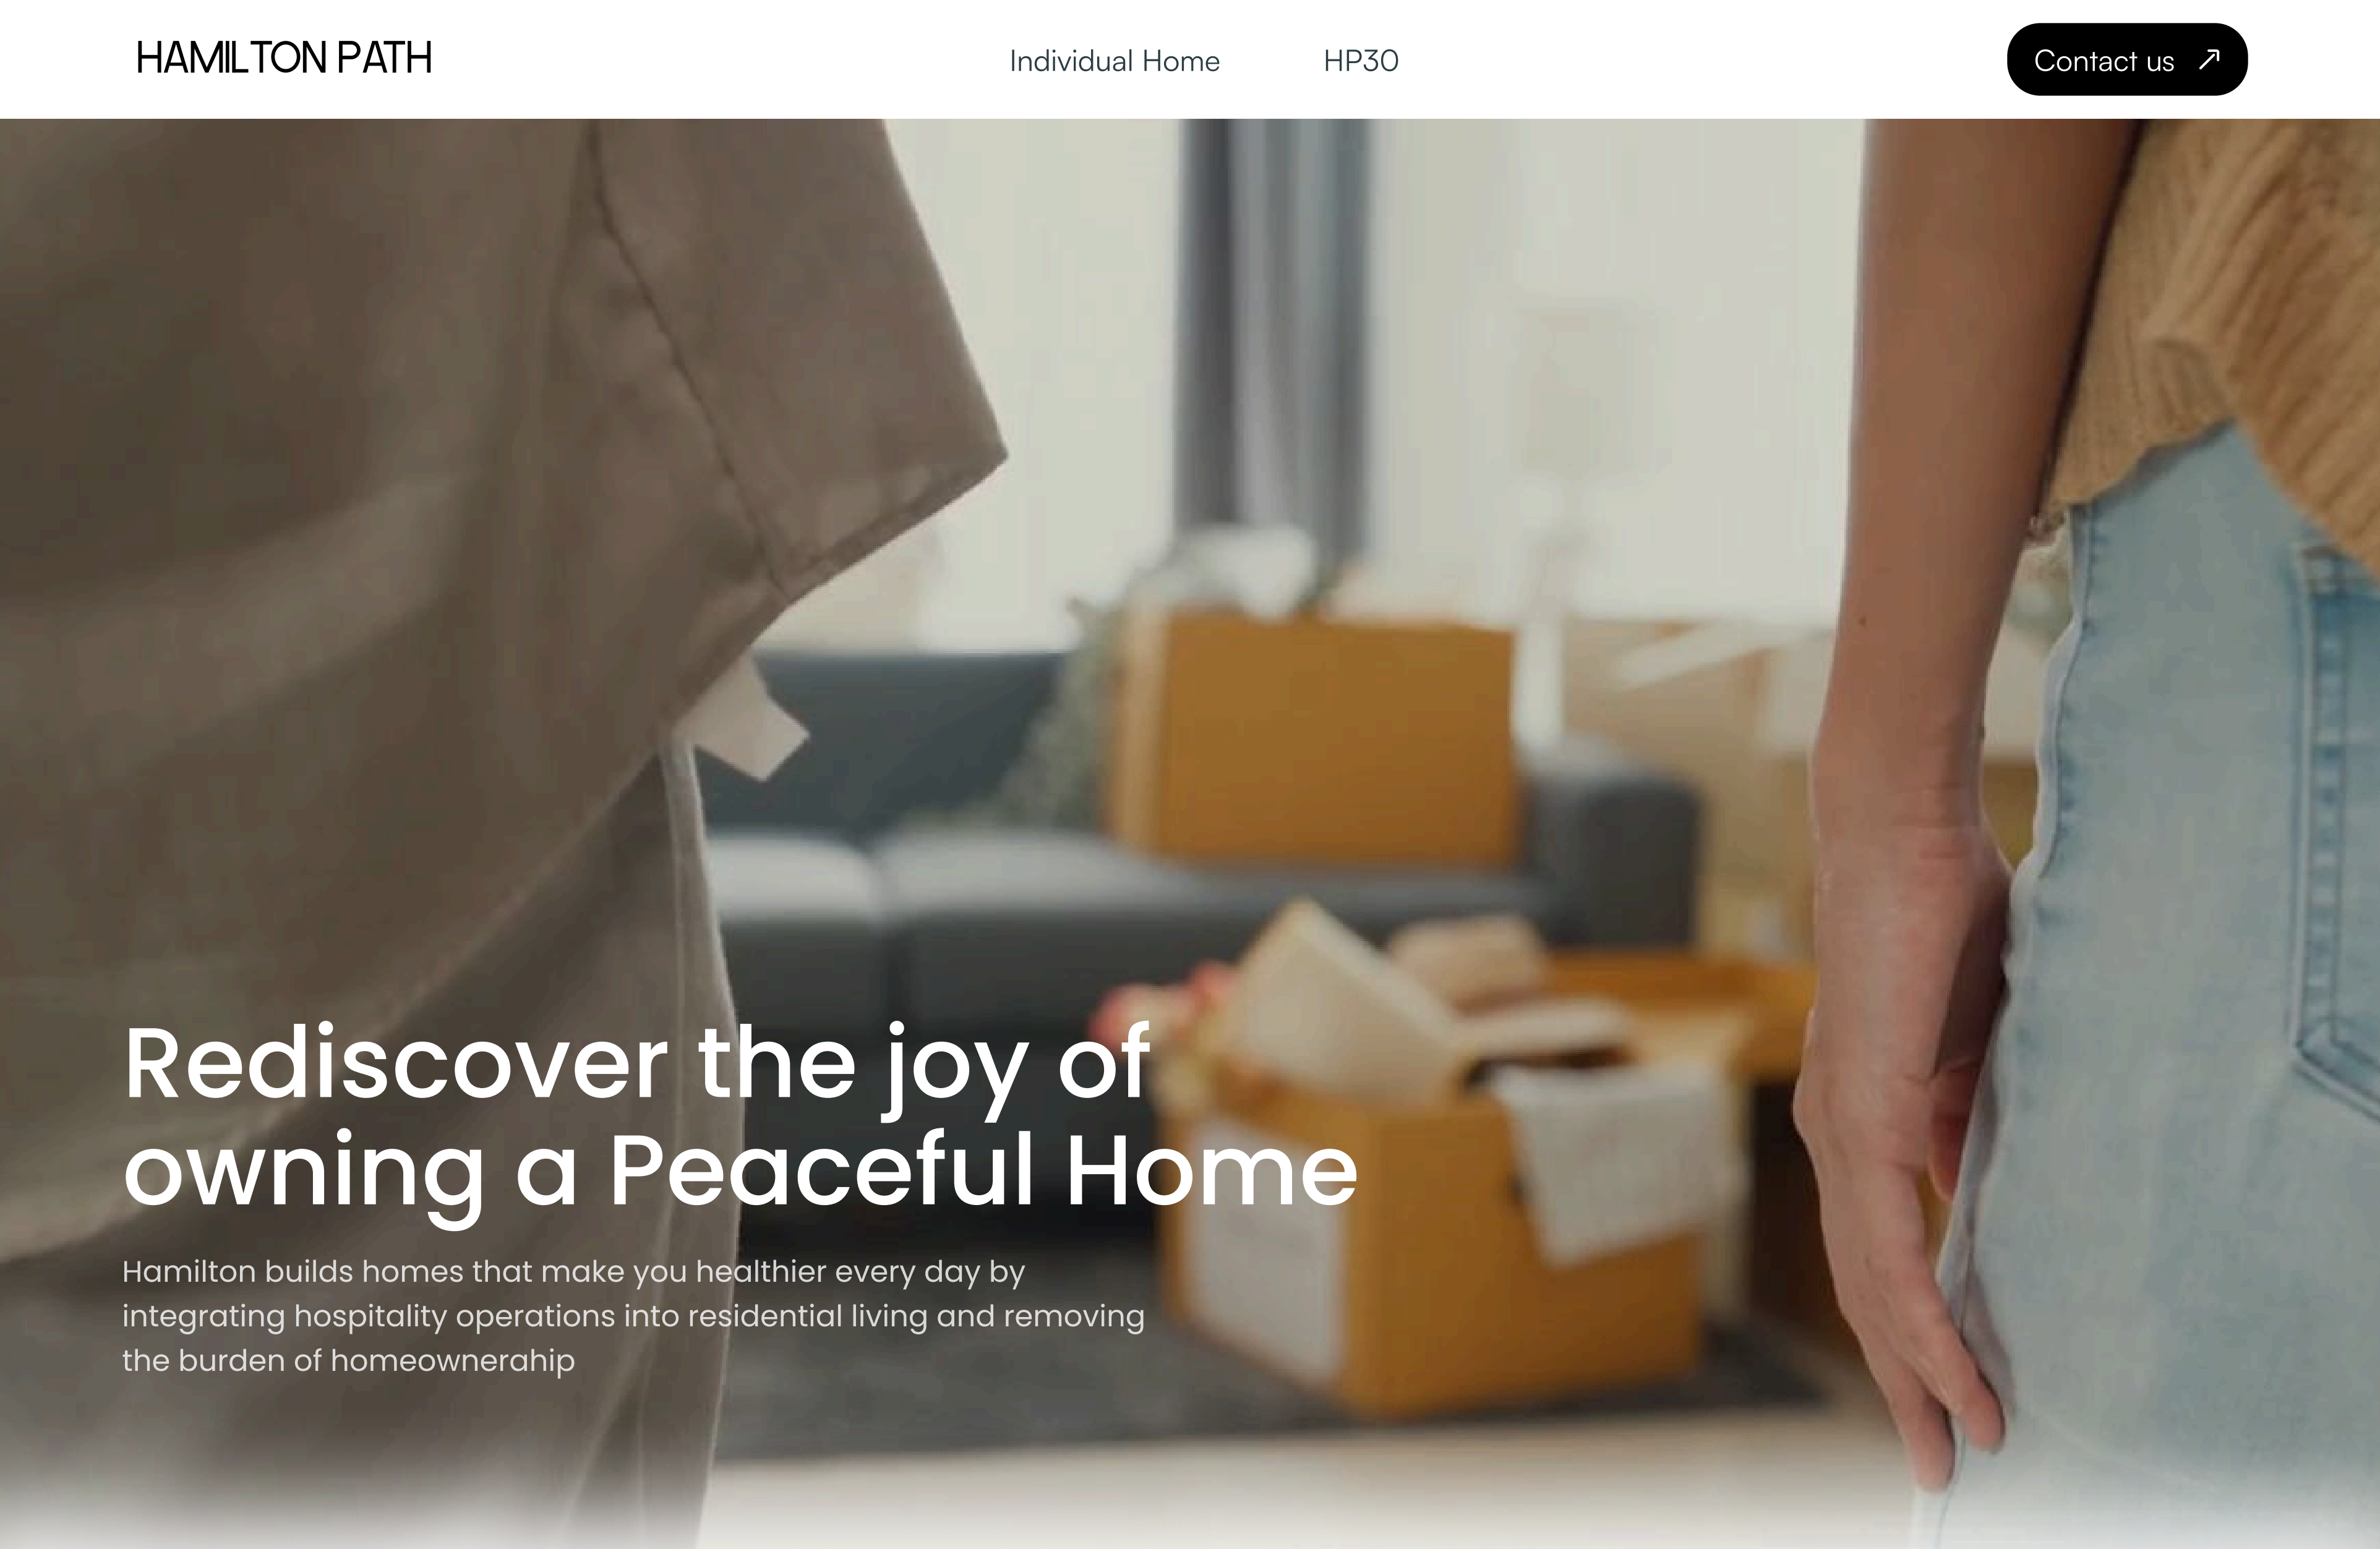 HAMILTON PATH
Individual Home
HP30
Contact us
Rediscover the joy of
owning a Peaceful Home
Hamilton builds homes that make you healthier every day by
integrating hospitality operations into residential living and removing
the burden of homeownerahip